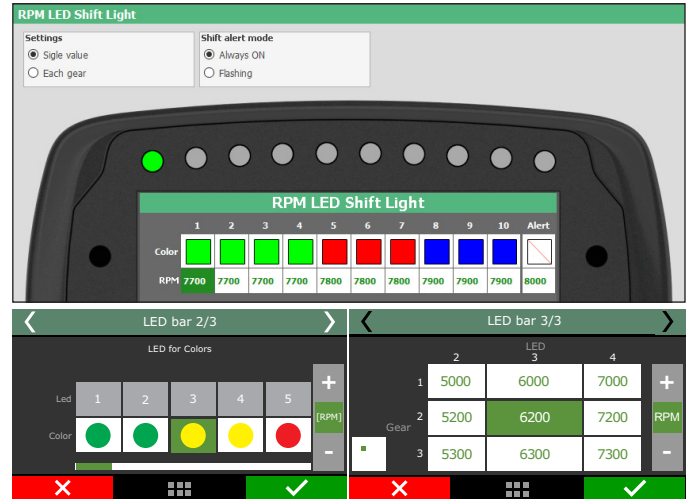 RPM LED Shift Light
Settings
Sigle value
Each gear
Shift alert mode
Always ON
Flashing
RPM LED Shift Light
1 2 3 4 5 6 7 8 9 10 Alert
Color
RPM 7700 7700 7700 7700 7800 7800 7800 7900 7900 7900 8000
LED bar 2/3
LED for Colors
Led 1 2 3 4 5
Color
+
[RPM]
-
LED bar 3/3
LED
2 3 4
1 5000 6000 7000
Gear 2 5200 6200 7200
3 5300 6300 7300
+
RPM
-